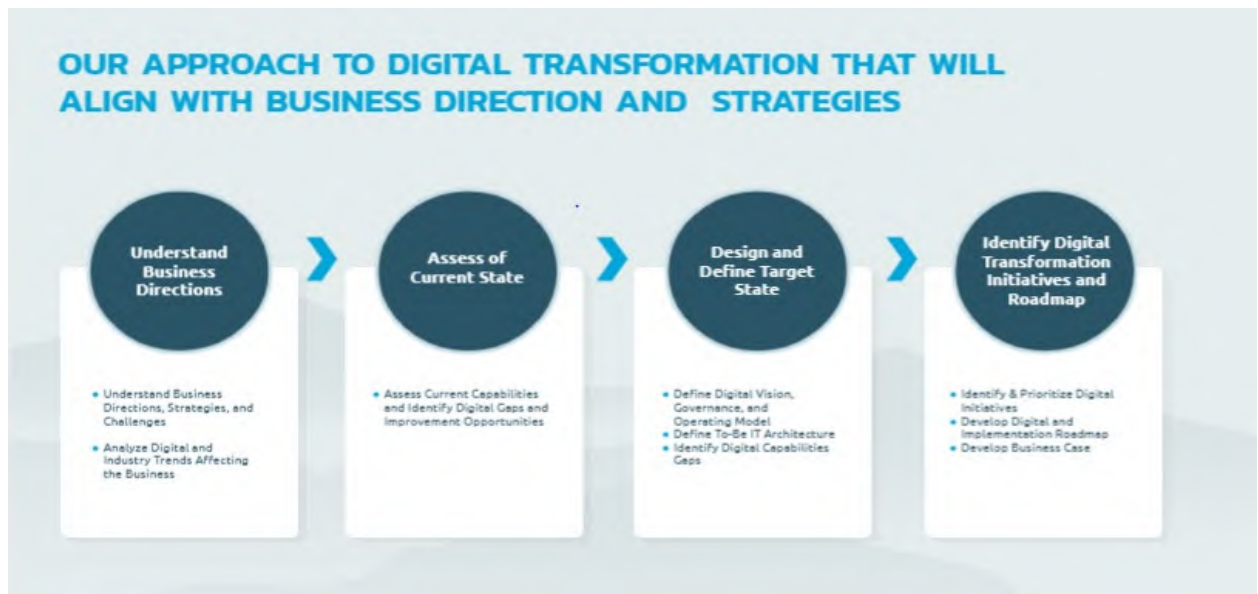 OUR APPROACH TO DIGITAL TRANSFORMATION THAT WILL
ALIGN WITH BUSINESS DIRECTION AND STRATEGIES
Understand
Business
Directions
• Understand Business
Directions, Strategies, and
Challenges
• Analyze Digital and
Industry Trends Affecting
the Business
Assess of
Current State
• Assess Current Capabilities
and Identify Digital Gaps and
Improvement Opportunities
Design and
Define Target
State
• Define Digital Vision,
Governance, and
Operating Model
• Define To-Be IT Architecture
• Identify Digital Capabilities
Gaps
Identify Digital
Transformation
Initiatives and
Roadmap
• Identify & Prioritize Digital
Initiatives
• Develop Digital and
Implementation Roadmap
• Develop Business Case